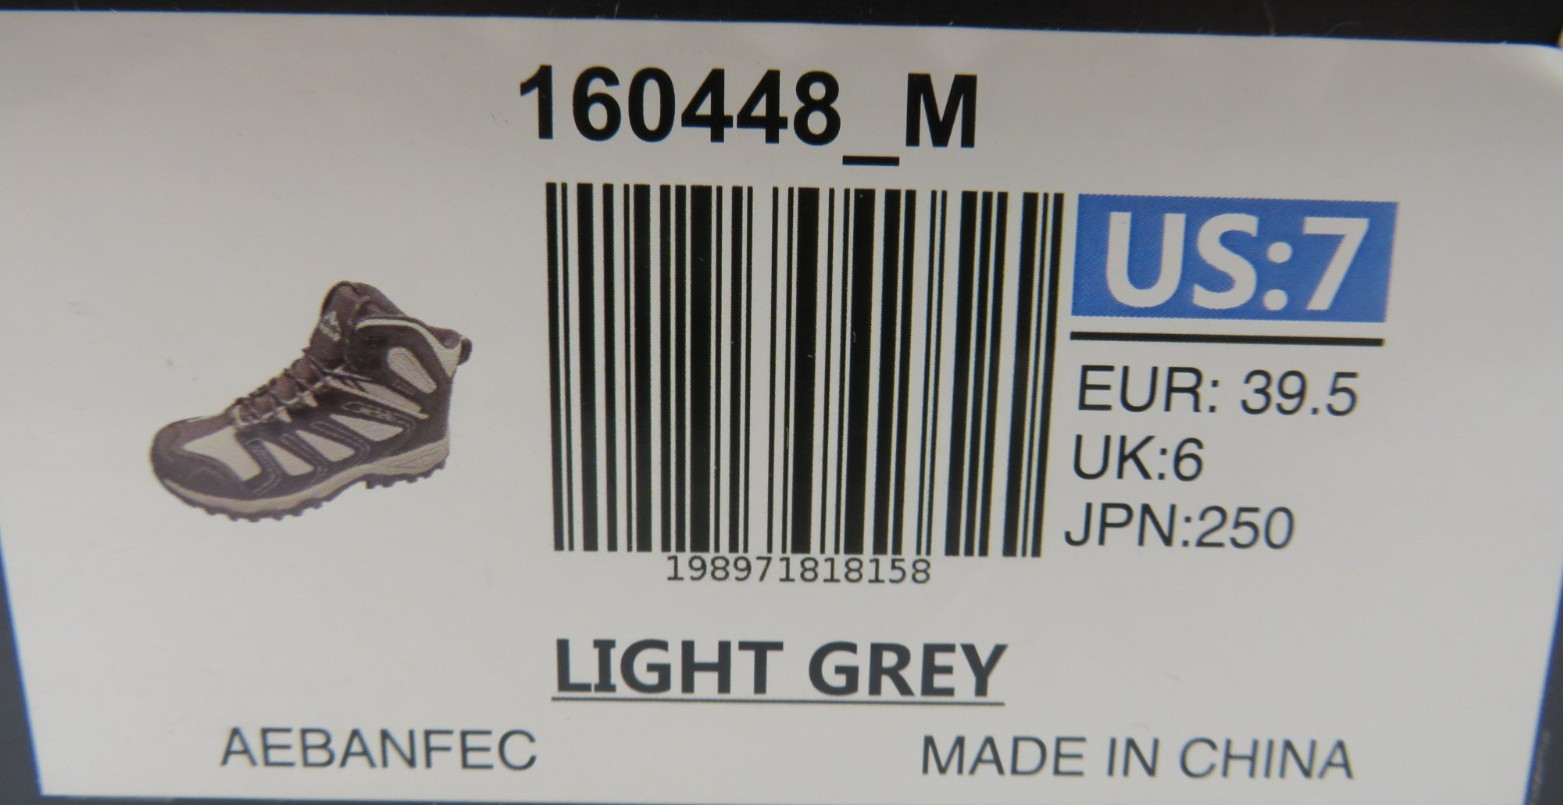 160448_M
US:7
EUR: 39.5
UK:6
JPN:250
198971818158
LIGHT GREY
AEBANFEC
MADE IN CHINA